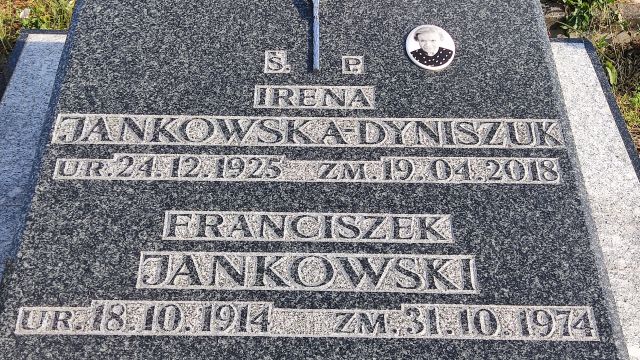 Ś. P.
IRENA
JANKOWSKA-DYNISZUK
UR. 24.12.1925 ZM. 19.04.2018
FRANCISZEK
JANKOWSKI
UR. 18.10.1914 ZM. 31.10.1974